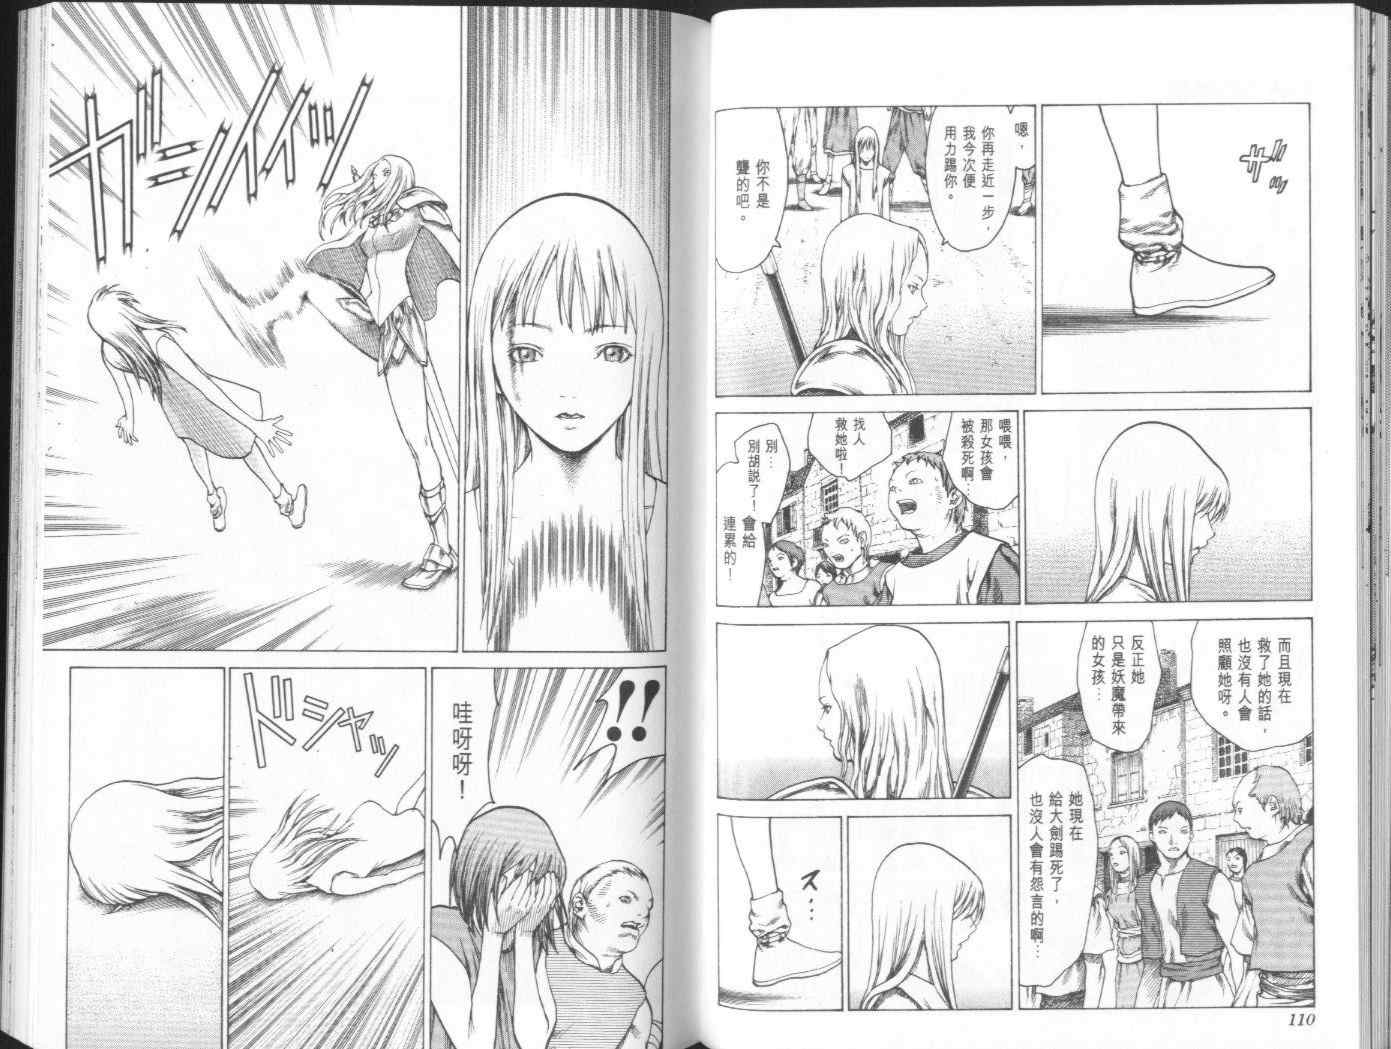 ザッ
嗯，
你再走近一步，
我今次便
用力踢你。
你不是
聾的吧。
喂喂，
那女孩會
被殺死啊…
找人
救她啦！
別…
別胡說了！會給
連累的！
而且現在
救了她的話，
也沒有人會
照顧她呀。
反正她
只是妖魔帶來
的女孩…
她現在
給大劍踢死了，
也沒人會有怨言的啊…
ス…
110
ガシイイッ
!!
哇呀呀！
ドシャッ